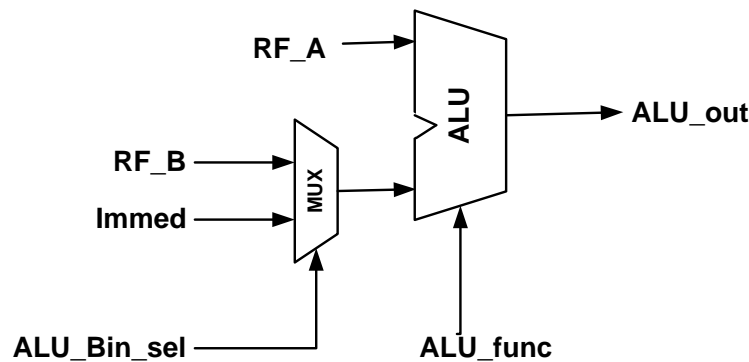 RF_A
ALU
ALU_out
RF_B
MUX
Immed
ALU_Bin_sel
ALU_func